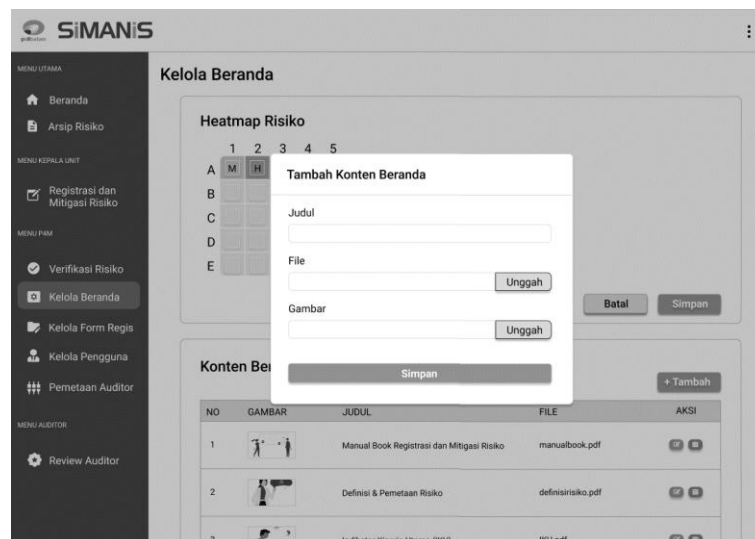 SiMANiS
MENU UTAMA
Beranda
Arsip Risiko
MENU KEPALA UNIT
Registrasi dan
Mitigasi Risiko
MENU P4M
Verifikasi Risiko
Kelola Beranda
Kelola Form Regis
Kelola Pengguna
Pemetaan Auditor
MENU AUDITOR
Review Auditor
Kelola Beranda
Heatmap Risiko
1 2 3 4 5
A M H
B
C
D
E
Batal Simpan
Tambah Konten Beranda
Judul
File
Unggah
Gambar
Unggah
Simpan
Konten Ber
+ Tambah
NO GAMBAR JUDUL FILE AKSI
1 Manual Book Registrasi dan Mitigasi Risiko manualbook.pdf
2 Definisi & Pemetaan Risiko definisirisiko.pdf